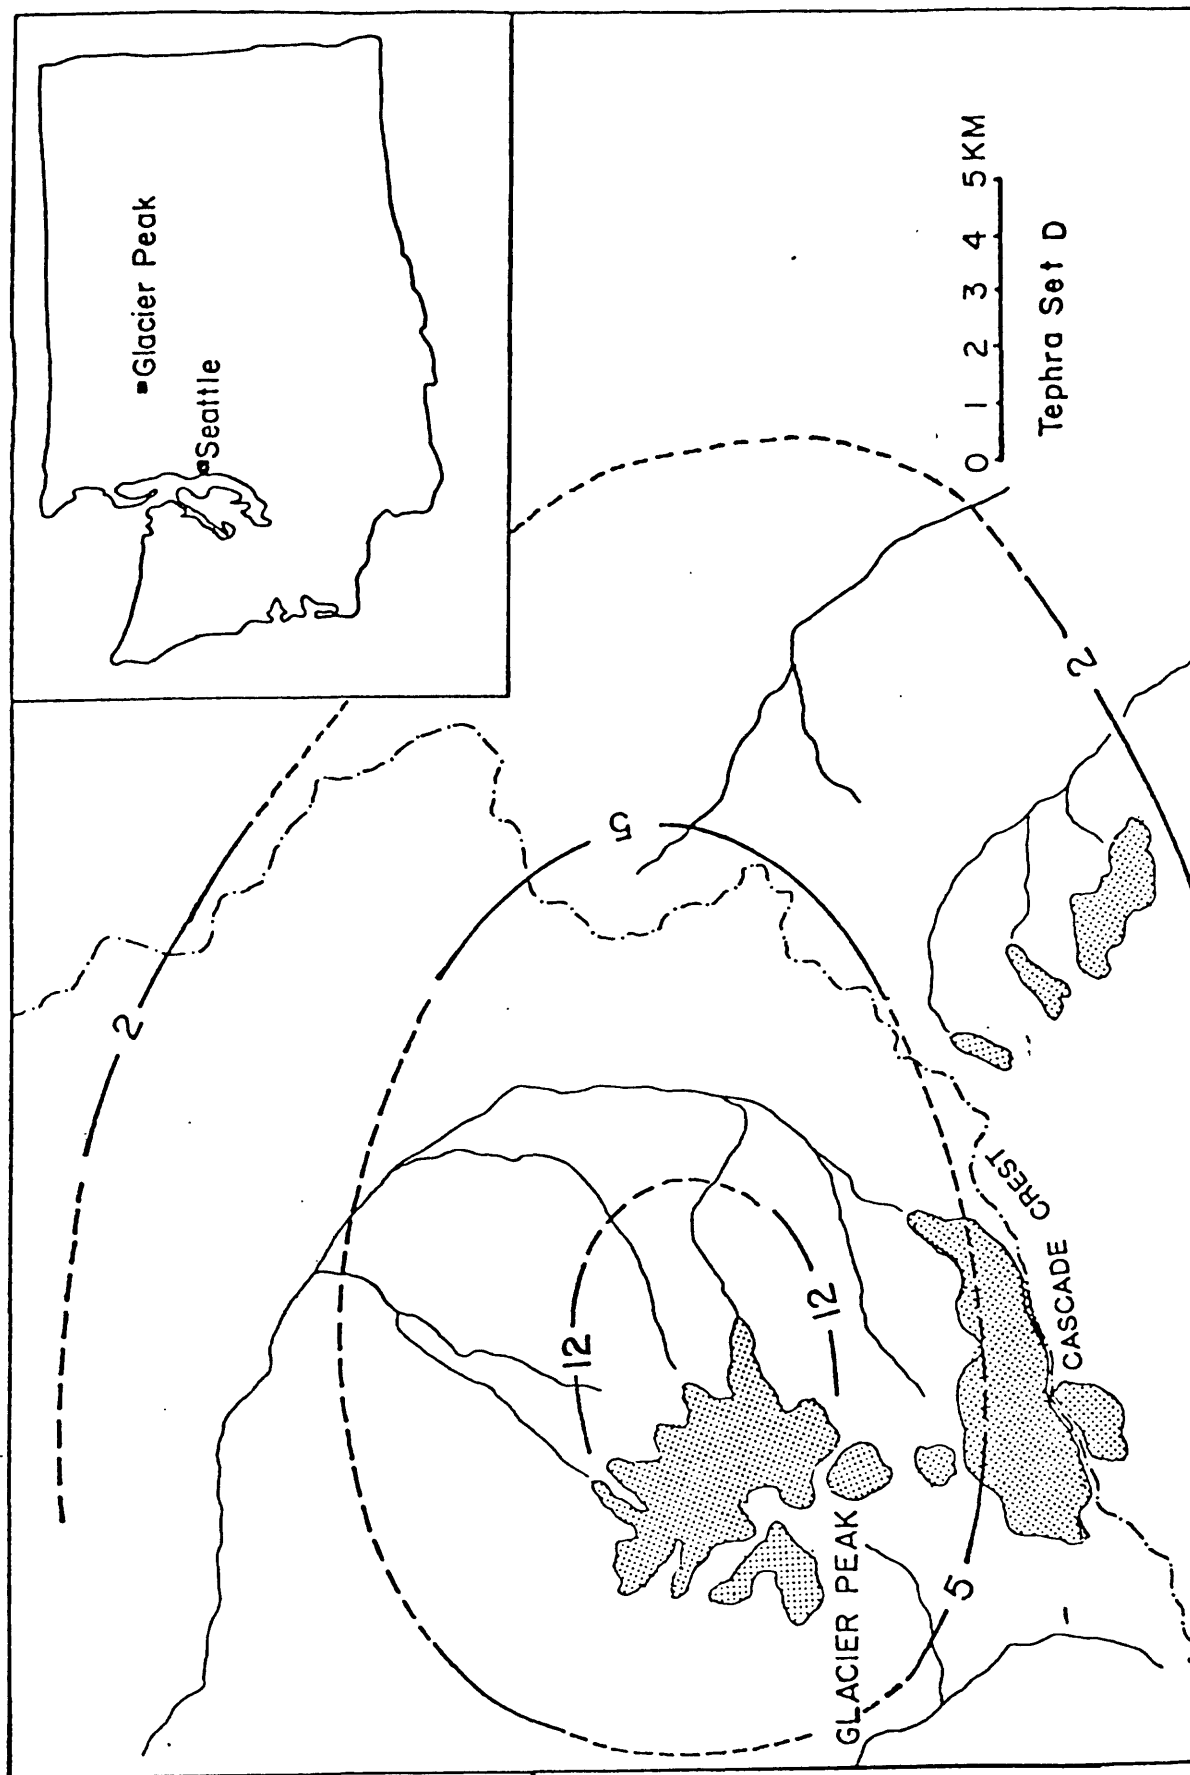 Glacier Peak
Seattle
2
5
12
12
2
5
GLACIER PEAK
CASCADE CREST
0 1 2 3 4 5 KM
Tephra Set D